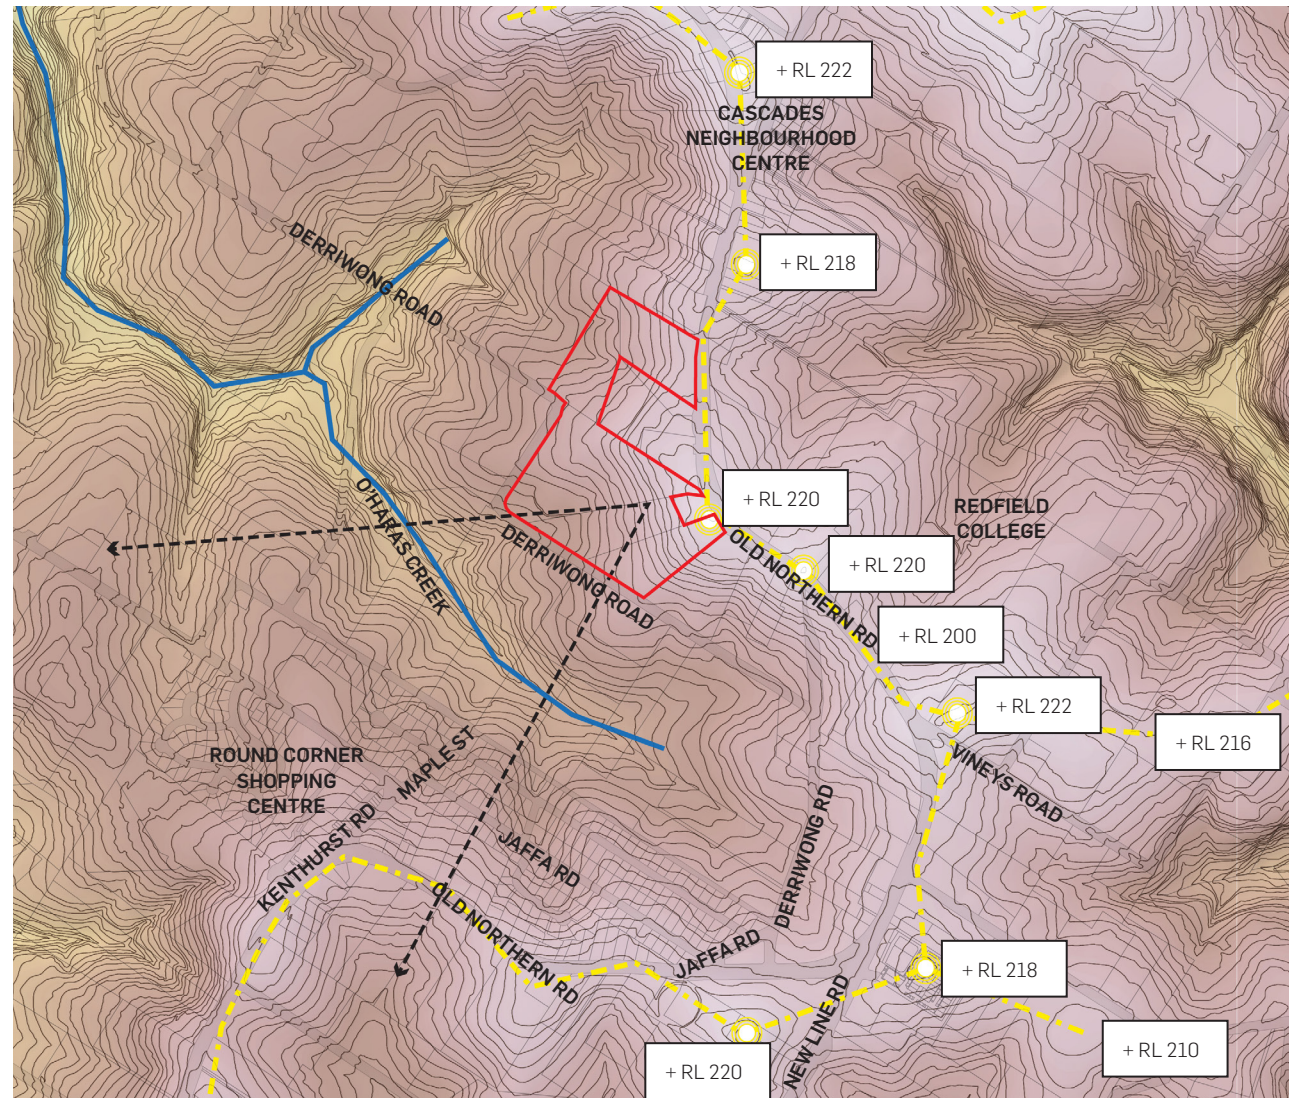 + RL 222
CASCADES
NEIGHBOURHOOD
CENTRE
DERRIWONG ROAD
+ RL 218
O'HARAS CREEK
+ RL 220
REDFIELD
COLLEGE
DERRIWONG ROAD
OLD NORTHERN RD
+ RL 220
+ RL 200
+ RL 222
+ RL 216
VINEYS ROAD
ROUND CORNER
SHOPPING
CENTRE
MAPLE ST
KENTHURST RD
JAFFA RD
DERRIWONG RD
OLD NORTHERN RD
JAFFA RD
NEW LINE RD
+ RL 218
+ RL 210
+ RL 220